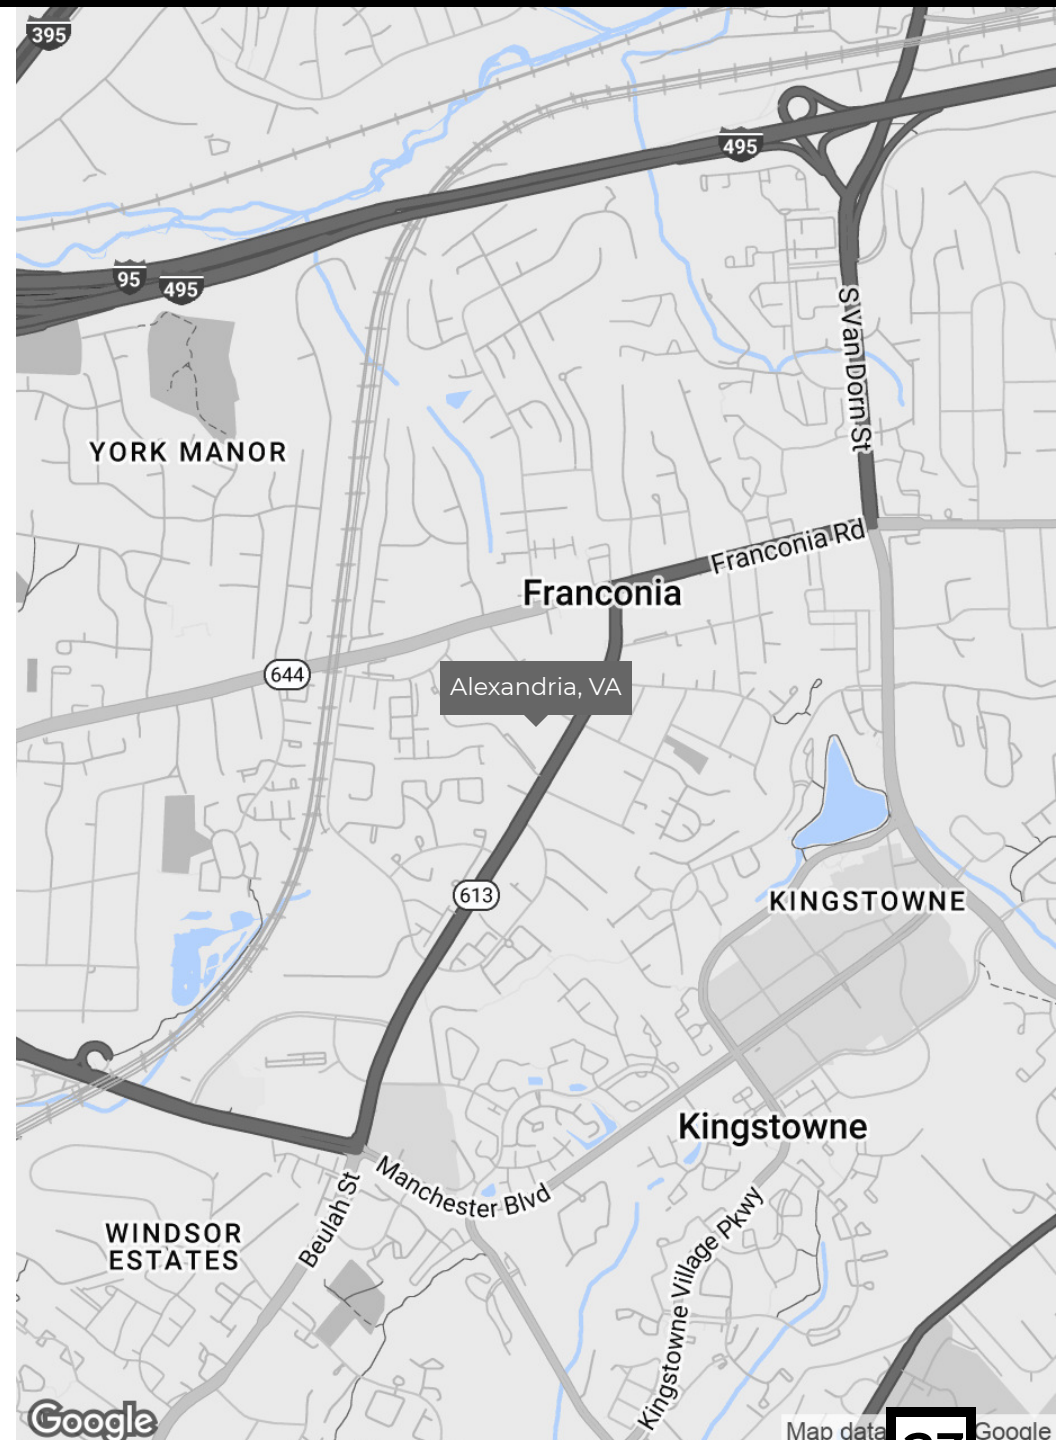 395
495
95
495
S Van Dorn St
YORK MANOR
Franconia Rd
Franconia
644
Alexandria, VA
613
KINGSTOWNE
Kingstowne
Manchester Blvd
Beulah St
WINDSOR
ESTATES
Kingstowne Village Pkwy
Google
Map data
Google